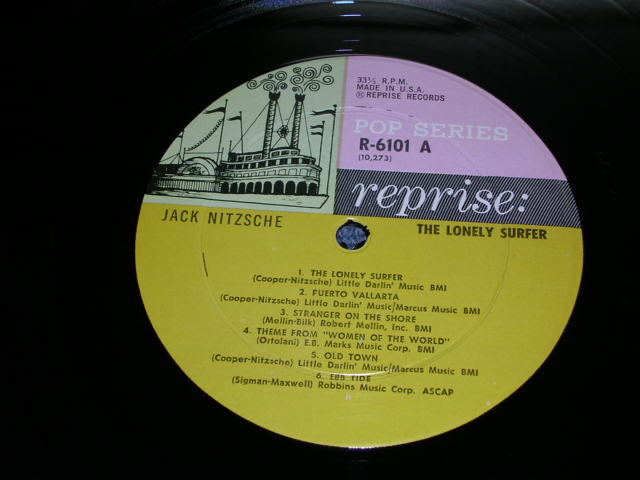 33⅓ R.P.M.
MADE IN U.S.A.
Ⓡ REPRISE RECORDS
POP SERIES
R-6101 A
(10,273)
reprise:
JACK NITZSCHE
THE LONELY SURFER
1. THE LONELY SURFER
(Cooper-Nitzsche) Little Darlin' Music BMI
2. PUERTO VALLARTA
(Cooper-Nitzsche) Little Darlin' Music/Marcus Music BMI
3. STRANGER ON THE SHORE
(Mellin-Bilk) Robert Mellin, Inc. BMI
4. THEME FROM "WOMEN OF THE WORLD"
(Ortolani) E.B. Marks Music Corp. BMI
5. OLD TOWN
(Cooper-Nitzsche) Little Darlin' Music/Marcus Music BMI
6. EBB TIDE
(Sigman-Maxwell) Robbins Music Corp. ASCAP